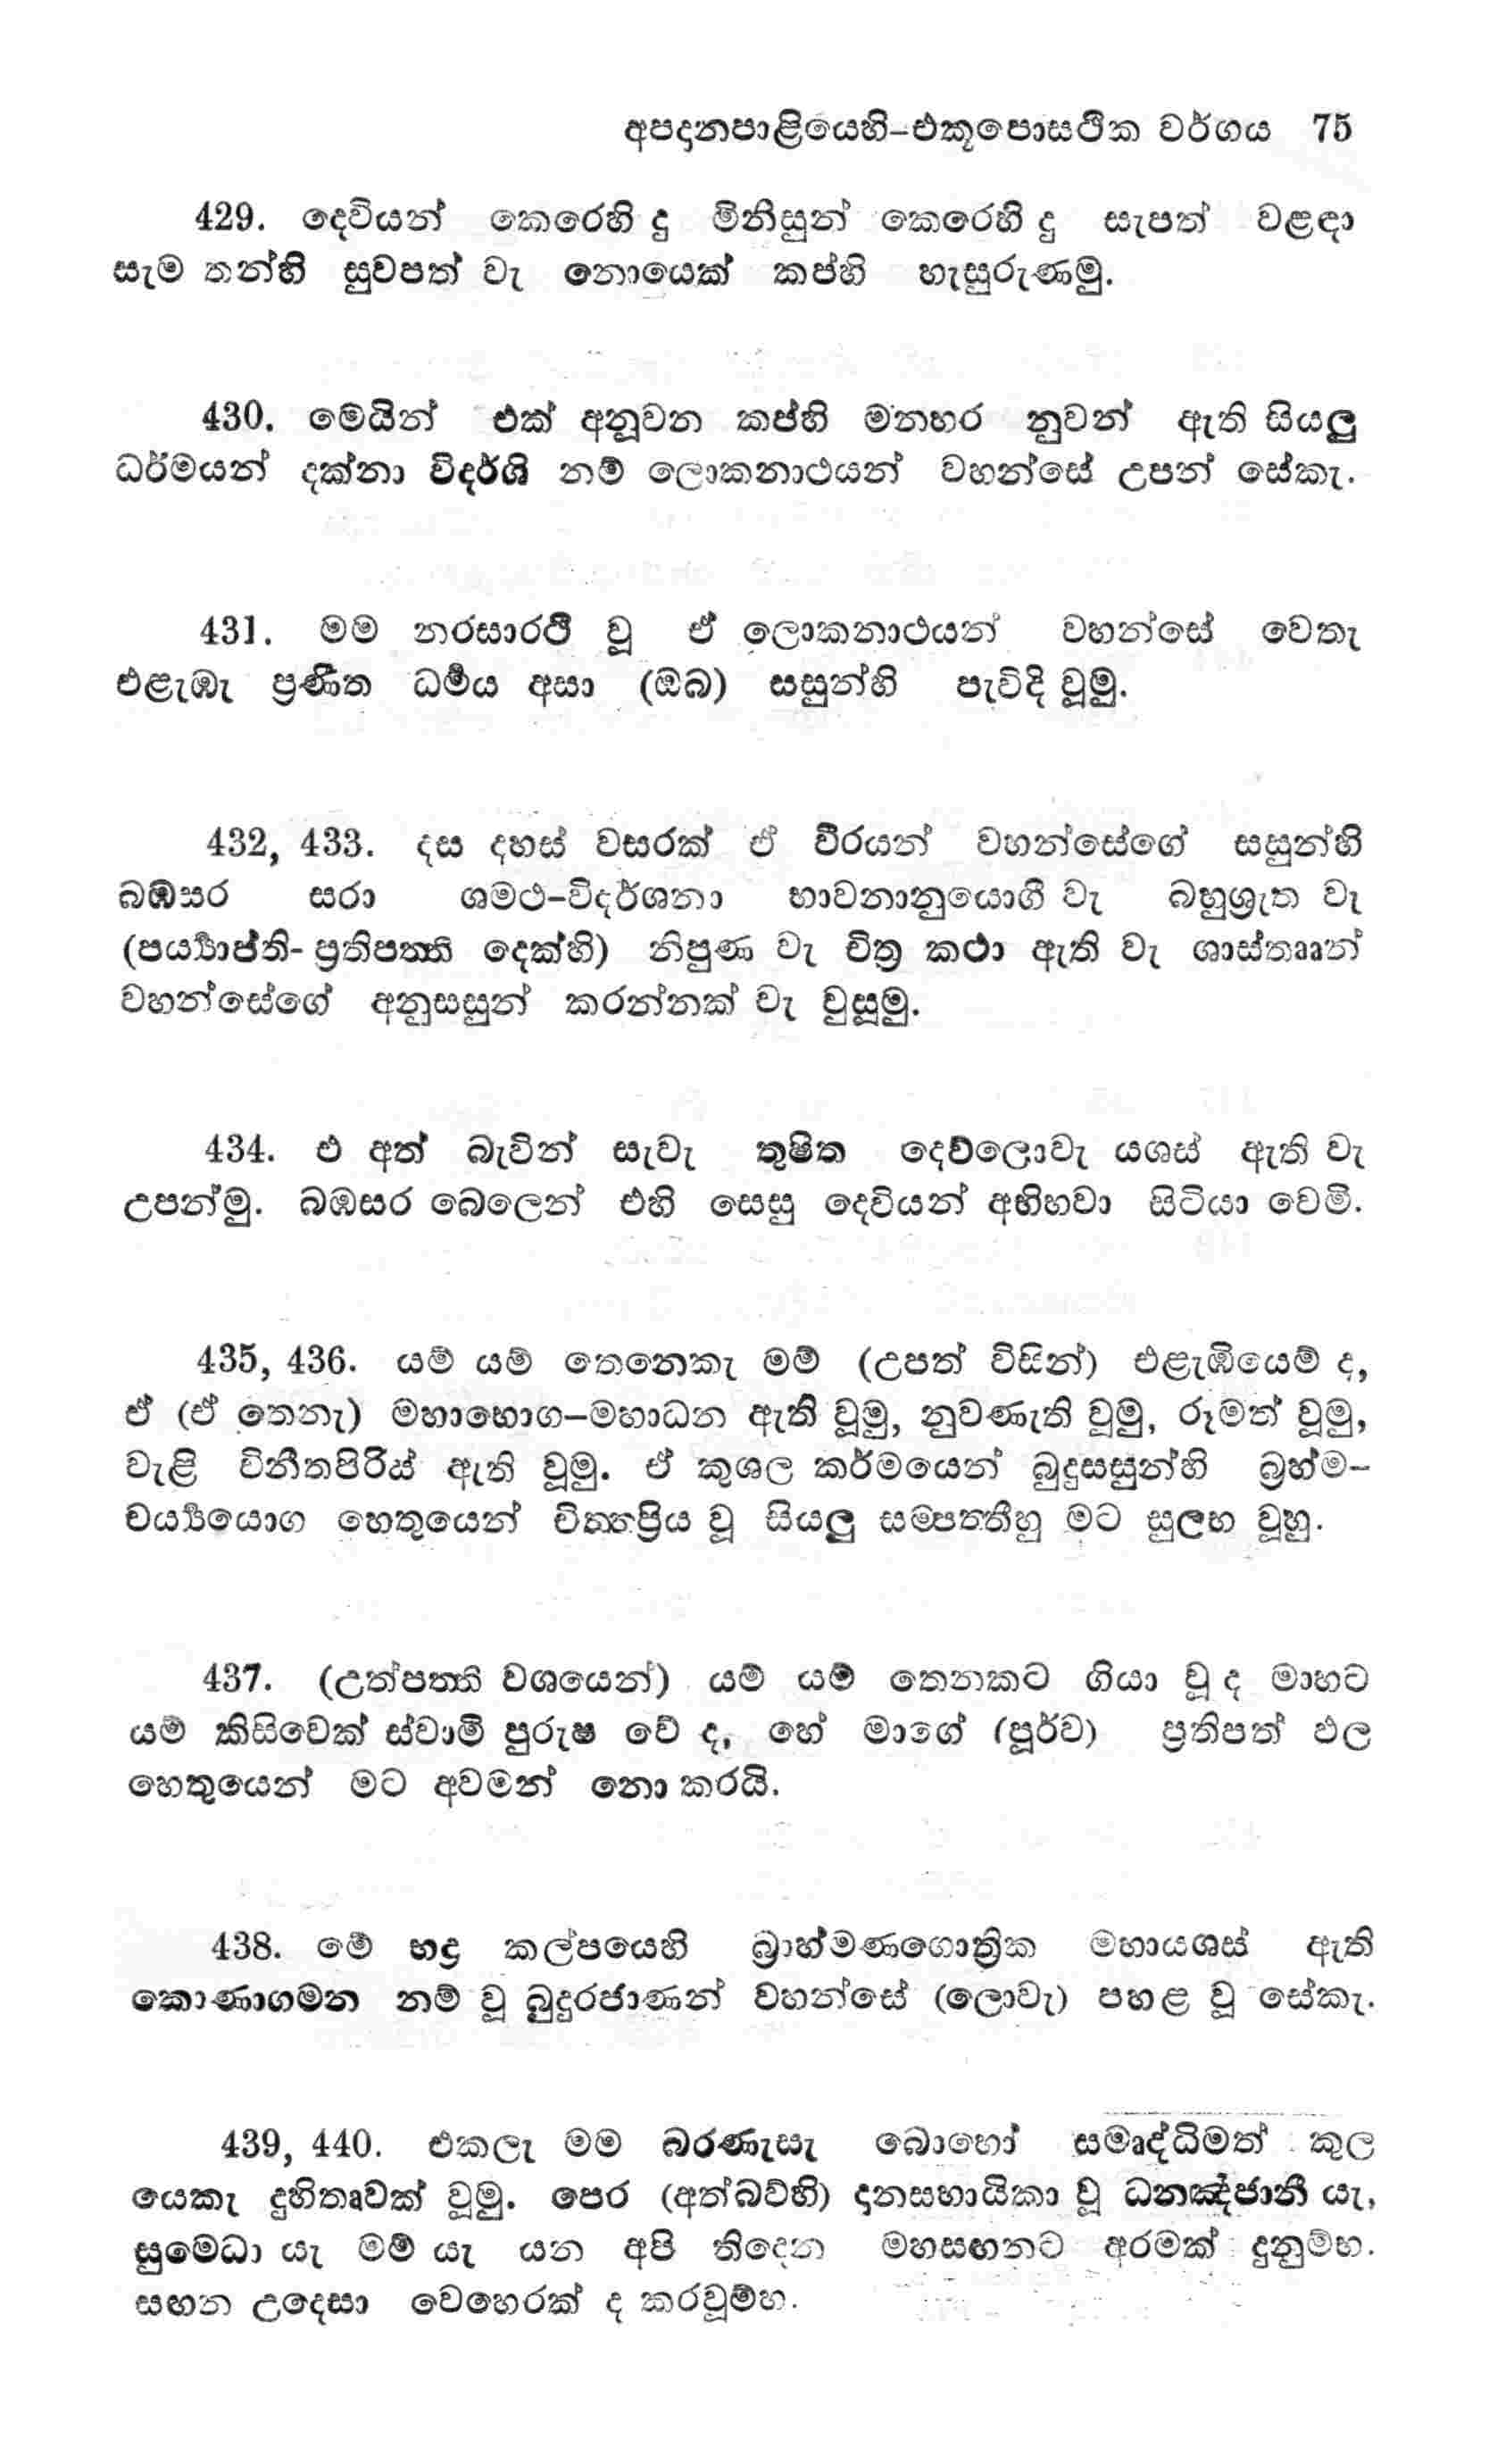 අපදානපාළියෙහි–එකූපොසථික වර්ගය 75
429. දෙවියන් කෙරෙහි දු මිනිසුන් කෙරෙහි දු සැපත් වළඳා
සැම තන්හි සුවපත් වැ නොයෙක් කප්හි හැසුරුණමු.
430. මෙයින් එක් අනූවන කප්හි මනහර නුවන් ඇති සියලු
ධර්මයන් දක්නා විදර්ශි නම් ලොකනාථයන් වහන්සේ උපන් සේකැ.
431. මම නරසාරථී වූ ඒ ලොකනාථයන් වහන්සේ වෙතැ
එළැඹැ ප්‍රණීත ධර්‍මය අසා (ඔබ) සසුන්හි පැවිදි වූමු.
432, 433. දස දහස් වසරක් ඒ වීරයන් වහන්සේගේ සසුන්හි
බඹසර සරා ශමථ–විදර්ශනා භාවනානුයොගී වැ බහුශ්‍රැත වැ
(පර්‍ය්‍යාප්ති- ප්‍රතිපත්ති දෙක්හි) නිපුණ වැ චිත්‍ර කථා ඇති වැ ශාස්තෲන්
වහන්සේගේ අනුසසුන් කරන්නක් වැ වුසූමු.
434. එ අත් බැවින් සැවැ තුෂිත දෙව්ලොවැ යශස් ඇති වැ
උපන්මු. බඹසර බෙලෙන් එහි සෙසු දෙවියන් අභිභවා සිටියා වෙමි.
435, 436. යම් යම් තෙනෙකැ මම් (උපත් විසින්) එළැඹියෙම් ද,
ඒ (ඒ තෙනැ) මහාභොග–මහාධන ඇති වූමු, නුවණැති වූමු, රූමත් වූමු,
වැළි විනීතපිරිස් ඇති වූමු. ඒ කුශල කර්මයෙන් බුදුසසුන්හි බ්‍රහ්ම–
චර්‍ය්‍යයොග හෙතුයෙන් චිත්තප්‍රිය වූ සියලු සම්පත්තීහු මට සුලභ වූහු.
437. (උත්පත්ති වශයෙන්) යම් යම් තෙනකට ගියා වූ ද මාහට
යම් කිසිවෙක් ස්වාමි පුරුෂ වේ ද, හේ මාගේ (පූර්ව) ප්‍රතිපත් ඵල
හෙතුයෙන් මට අවමන් නො කරයි.
438. මේ භද්‍ර කල්පයෙහි බ්‍රාහ්මණගොත්‍රික මහායශස් ඇති
කොණාගමන නම් වූ බුදුරජාණන් වහන්සේ (ලොවැ) පහළ වූ සේකැ.
439, 440. එකලැ මම බරණැසැ බොහෝ සමෘද්ධිමත් කුල
යෙකැ දුහිතෘවක් වූමු. පෙර (අත්බව්හි) දානසහායිකා වූ ධනඤ්ජානී යැ,
සුමෙධා යැ මම් යැ යන අපි තිදෙන මහසඟනට අරමක් දුනුම්හ.
සඟන උදෙසා වෙහෙරක් ද කරවූම්හ.